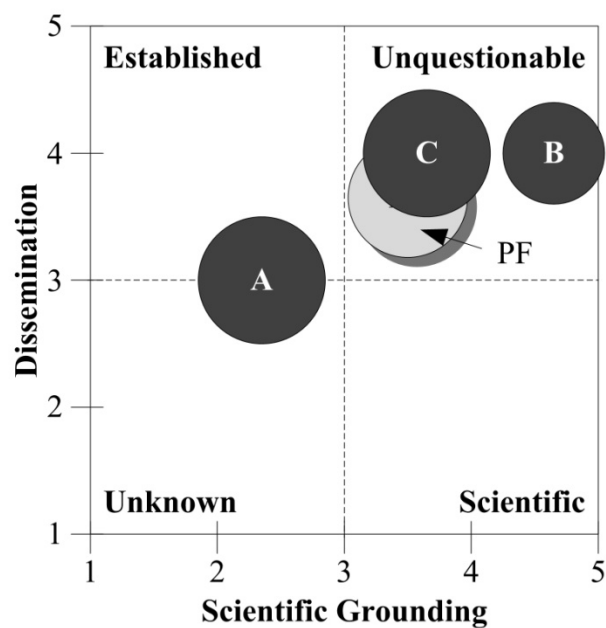 5
Established Unquestionable
4
C B
PF
Dissemination
3
A
2
Unknown Scientific
1
1 2 3 4 5
Scientific Grounding